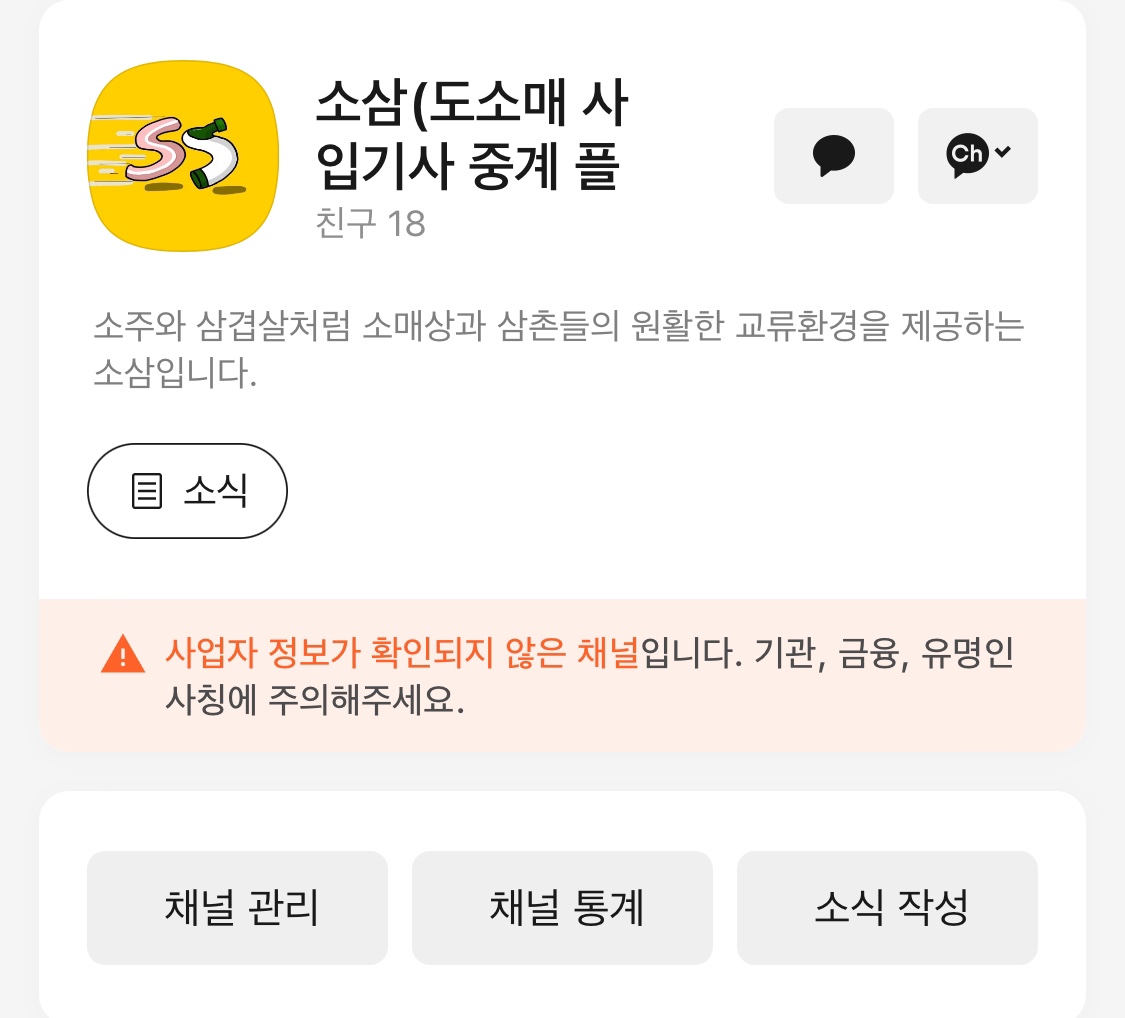 소삼(도소매 사
입기사 중계 플
친구 18
Ch
소주와 삼겹살처럼 소매상과 삼촌들의 원활한 교류환경을 제공하는
소삼입니다.
소식
사업자 정보가 확인되지 않은 채널입니다. 기관, 금융, 유명인
사칭에 주의해주세요.
채널 관리
채널 통계
소식 작성